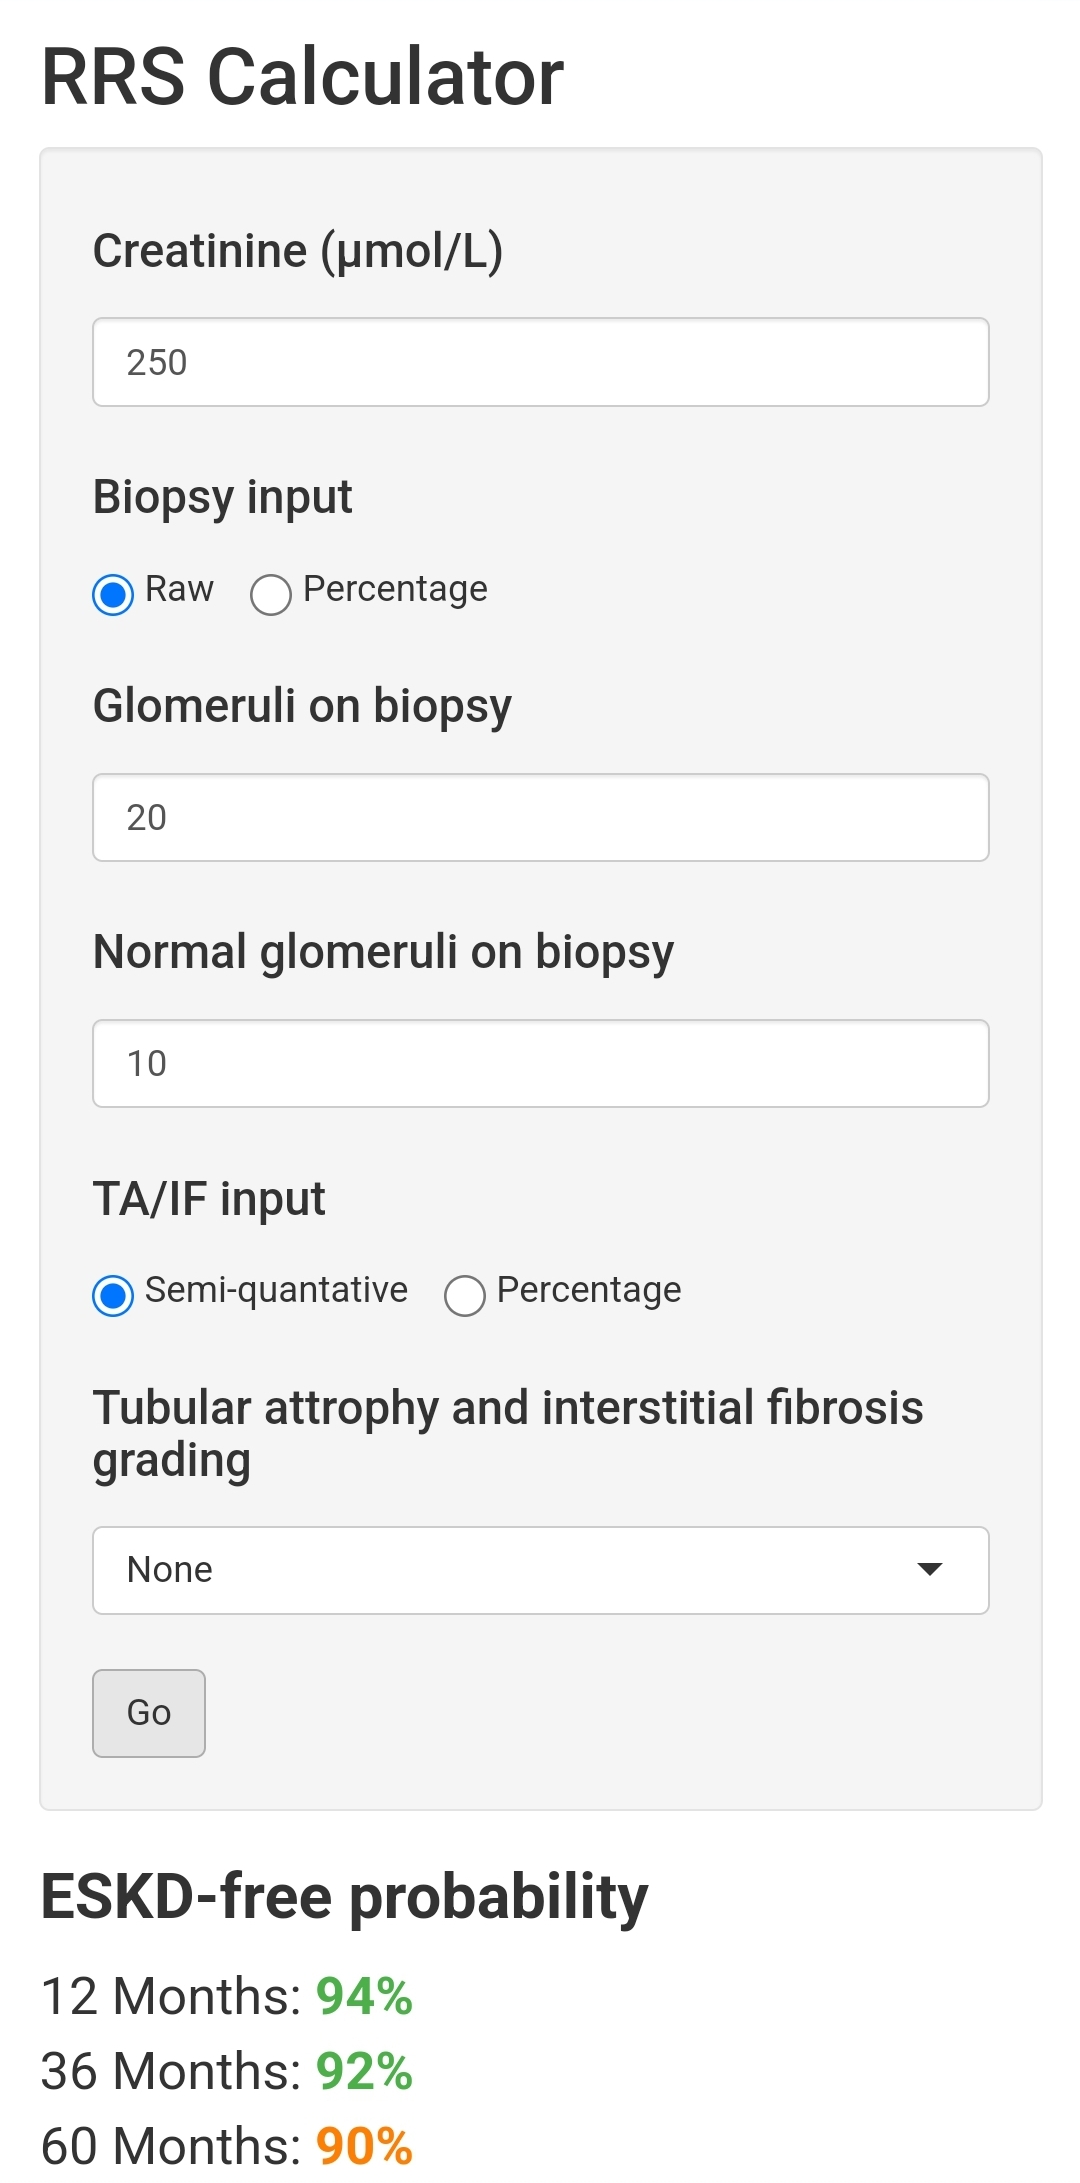 RRS Calculator
Creatinine (µmol/L)
250
Biopsy input
Raw Percentage
Glomeruli on biopsy
20
Normal glomeruli on biopsy
10
TA/IF input
Semi-quantative Percentage
Tubular attrophy and interstitial fibrosis
grading
None
Go
ESKD-free probability
12 Months: 94%
36 Months: 92%
60 Months: 90%